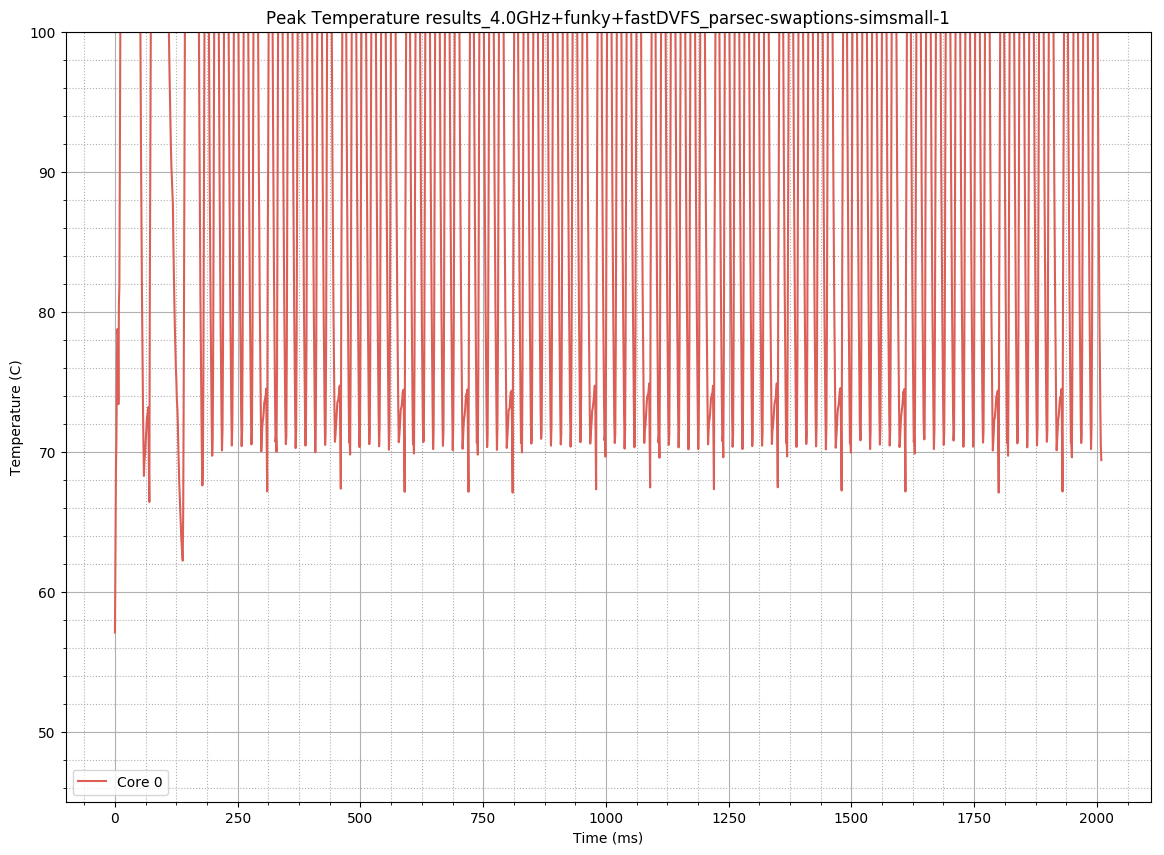 Peak Temperature results_4.0GHz+funky+fastDVFS_parsec-swaptions-simsmall-1
100
90
80
70
60
50
Temperature (C)
Core 0
0 250 500 750 1000 1250 1500 1750 2000
Time (ms)